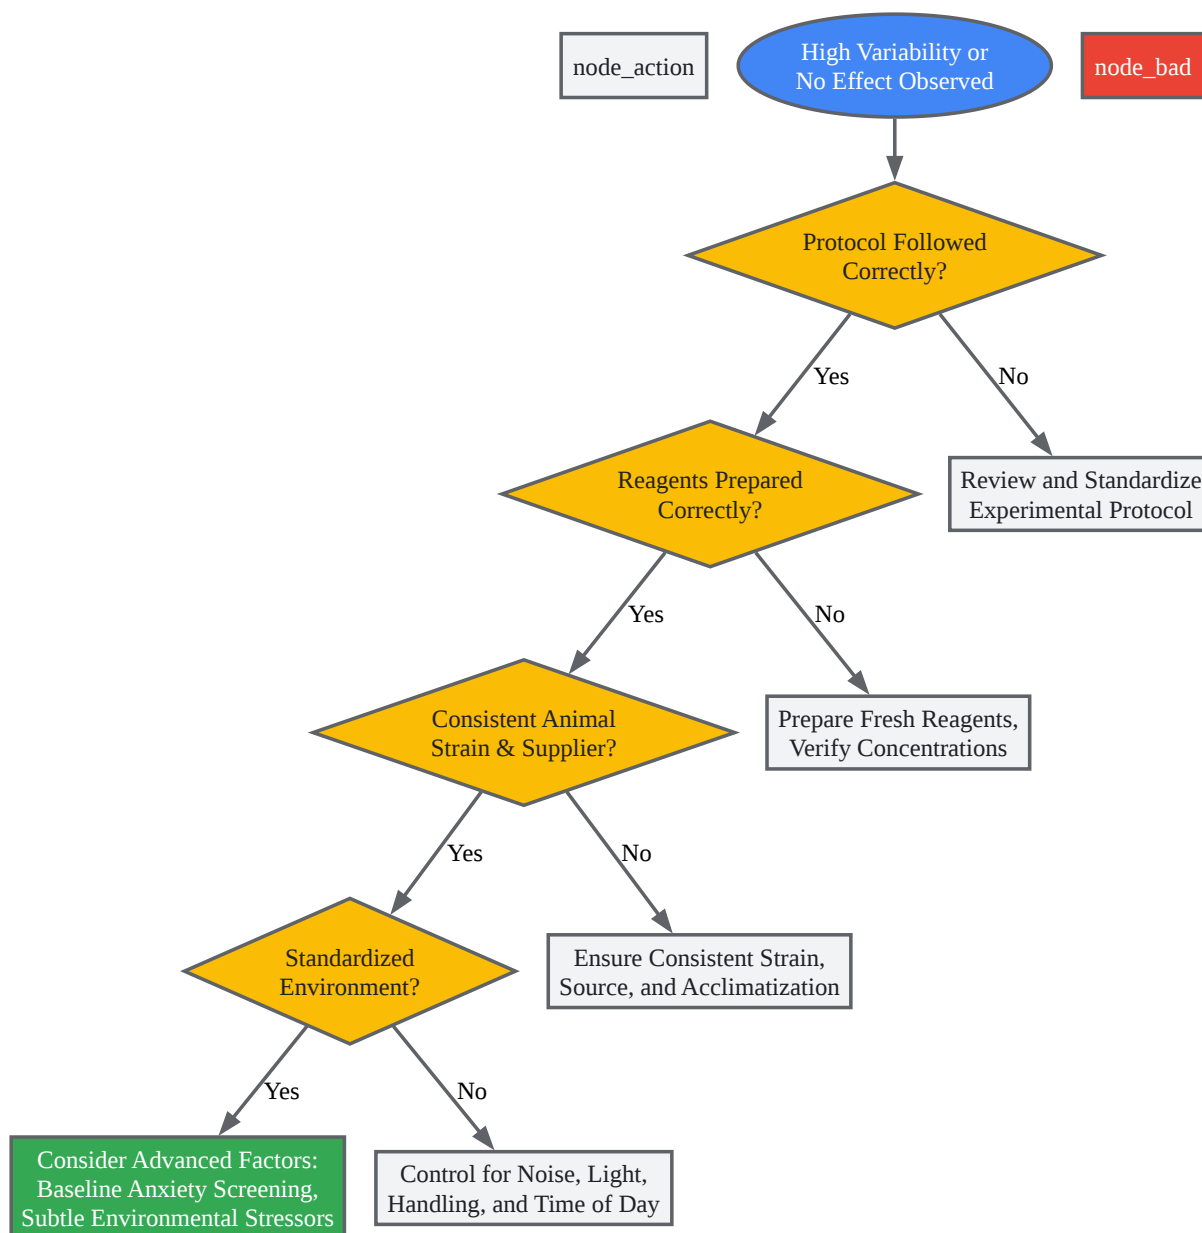 node_action
High Variability or
No Effect Observed
node_bad
Protocol Followed
Correctly?
Yes
No
Reagents Prepared
Correctly?
Review and Standardize
Experimental Protocol
Yes
No
Consistent Animal
Strain & Supplier?
Prepare Fresh Reagents,
Verify Concentrations
Yes
No
Standardized
Environment?
Ensure Consistent Strain,
Source, and Acclimatization
Yes
No
Consider Advanced Factors:
Baseline Anxiety Screening,
Subtle Environmental Stressors
Control for Noise, Light,
Handling, and Time of Day